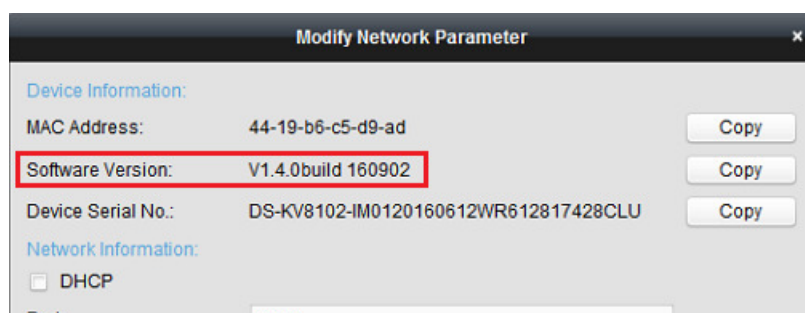 Modify Network Parameter ×
Device Information:
MAC Address: 44-19-b6-c5-d9-ad Copy
Software Version: V1.4.0build 160902 Copy
Device Serial No.: DS-KV8102-IM0120160612WR612817428CLU Copy
Network Information:
DHCP